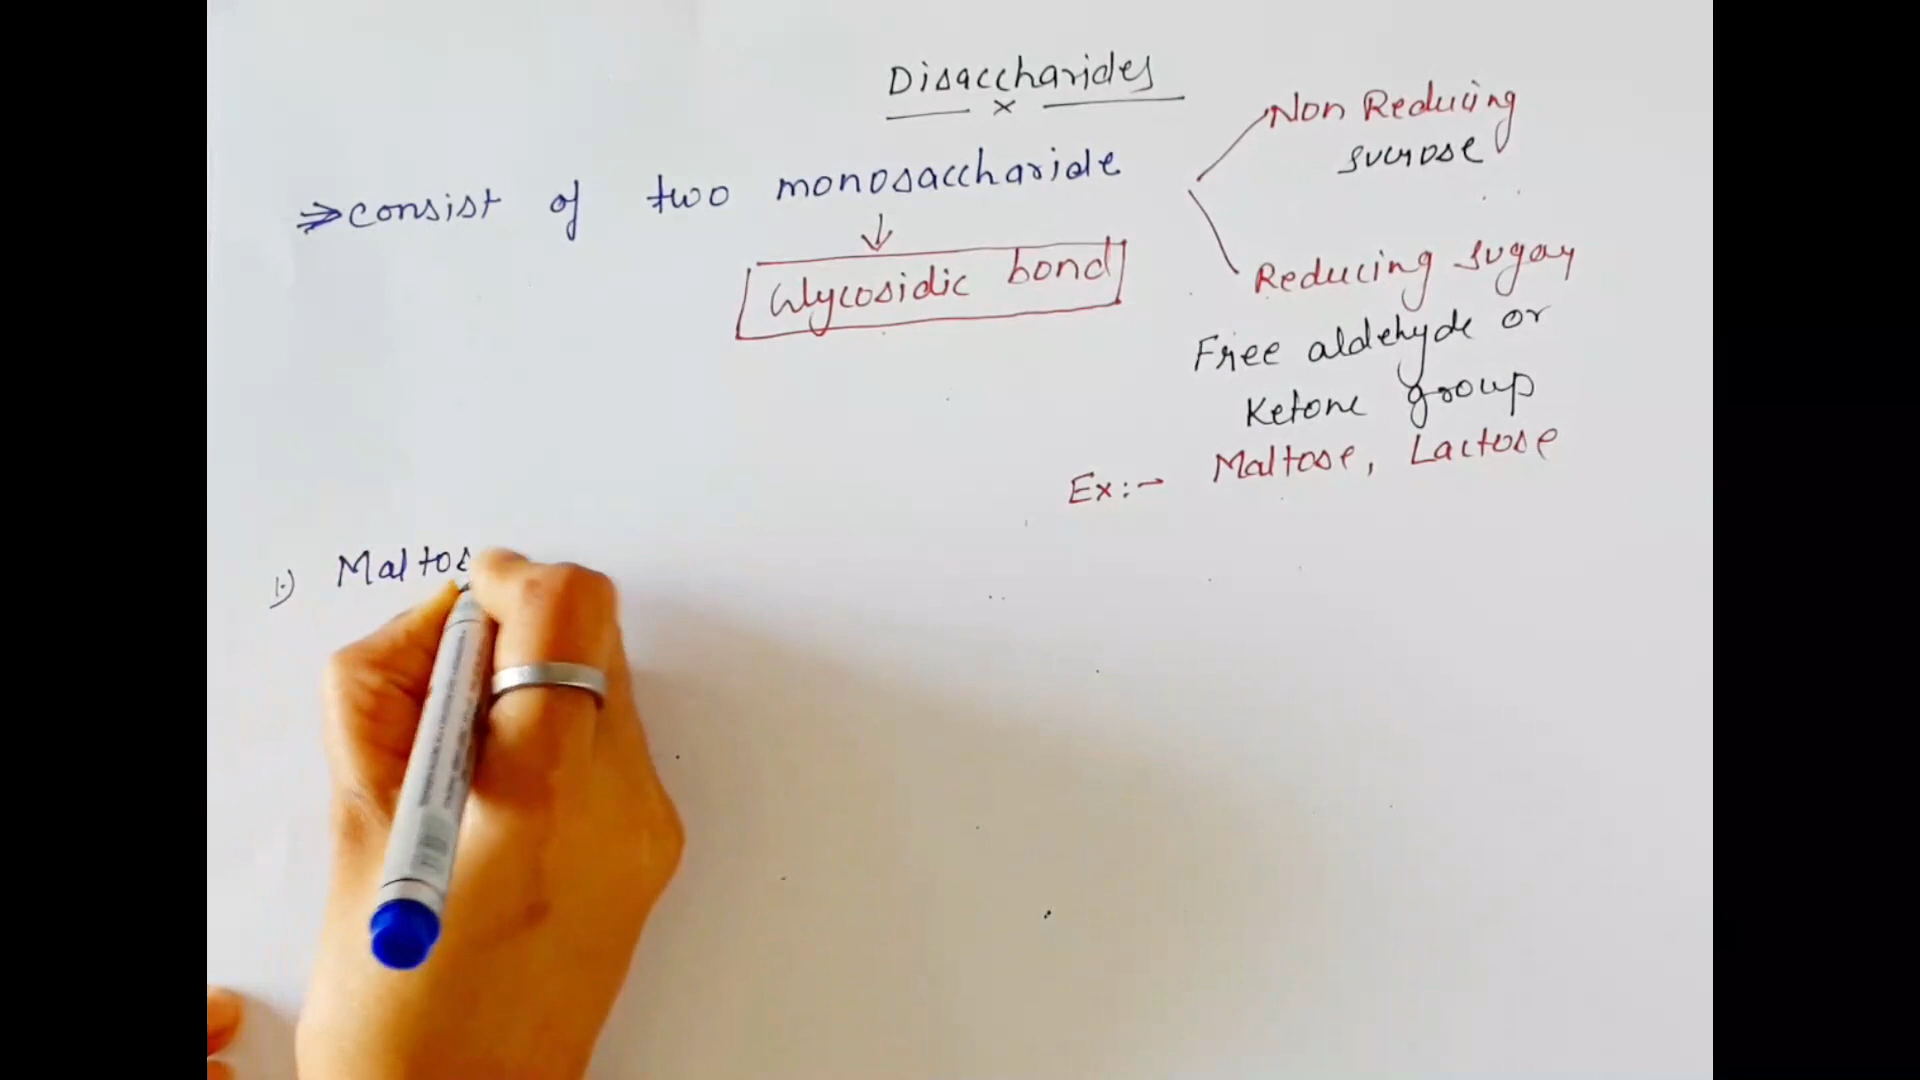 Disaccharides
x
⇒ consist of two monosaccharide
↓
Glycosidic bond
Non Reducing
sucrose
Reducing sugar
Free aldehyde or
Ketone group
Ex:- Maltose, Lactose
1.) Maltos